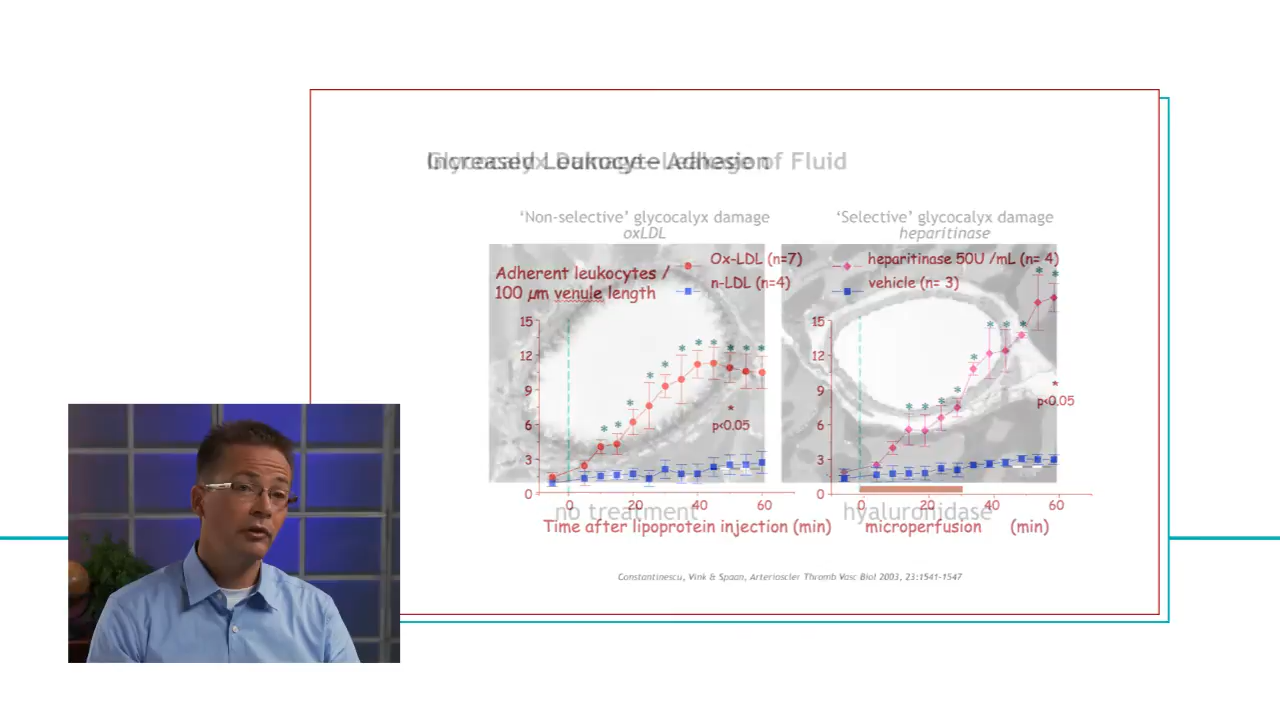 Increased Leukocyte Adhesion
Glycocalyx Damage of Fluid
‘Non-selective’ glycocalyx damage
oxLDL
‘Selective’ glycocalyx damage
heparitinase
Adherent leukocytes /
100 µm venule length
Ox-LDL (n=7)
n-LDL (n=4)
15
12
9
6
3
0
* p<0.05
0 20 40 60
no treatment
Time after lipoprotein injection (min)
heparitinase 50U /mL (n= 4)
vehicle (n= 3)
15
12
9
6
3
0
* p<0.05
0 20 40 60
hyaluronidase
microperfusion (min)
Constantinescu, Vink & Spaan, Arterioscler Thromb Vasc Biol 2003, 23:1541-1547